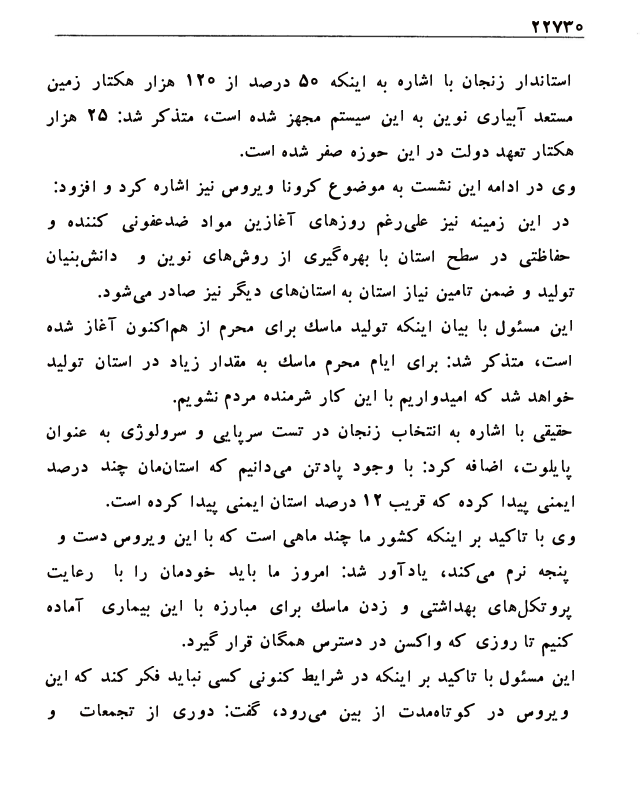 ۲۲۷۳۰
استاندار زنجان با اشاره به اینکه ۵۰ درصد از ۱۲۰ هزار هکتار زمین
مستعد آبیاری نوین به این سیستم مجهز شده است، متذکر شد: ۲۵ هزار
هکتار تعهد دولت در این حوزه صفر شده است.
وی در ادامه این نشست به موضوع کرونا ویروس نیز اشاره کرد و افزود:
در این زمینه نیز علی‌رغم روزهای آغازین مواد ضدعفونی کننده و
حفاظتی در سطح استان با بهره‌گیری از روش‌های نوین و دانش‌بنیان
تولید و ضمن تامین نیاز استان به استان‌های دیگر نیز صادر می‌شود.
این مسئول با بیان اینکه تولید ماسک برای محرم از هم‌اکنون آغاز شده
است، متذکر شد: برای ایام محرم ماسک به مقدار زیاد در استان تولید
خواهد شد که امیدواریم با این کار شرمنده مردم نشویم.
حقیقی با اشاره به انتخاب زنجان در تست سرپایی و سرولوژی به عنوان
پایلوت، اضافه کرد: با وجود پادتن می‌دانیم که استان‌مان چند درصد
ایمنی پیدا کرده که قریب ۱۲ درصد استان ایمنی پیدا کرده است.
وی با تاکید بر اینکه کشور ما چند ماهی است که با این ویروس دست و
پنجه نرم می‌کند، یادآور شد: امروز ما باید خودمان را با رعایت
پروتکل‌های بهداشتی و زدن ماسک برای مبارزه با این بیماری آماده
کنیم تا روزی که واکسن در دسترس همگان قرار گیرد.
این مسئول با تاکید بر اینکه در شرایط کنونی کسی نباید فکر کند که این
ویروس در کوتاه‌مدت از بین می‌رود، گفت: دوری از تجمعات و